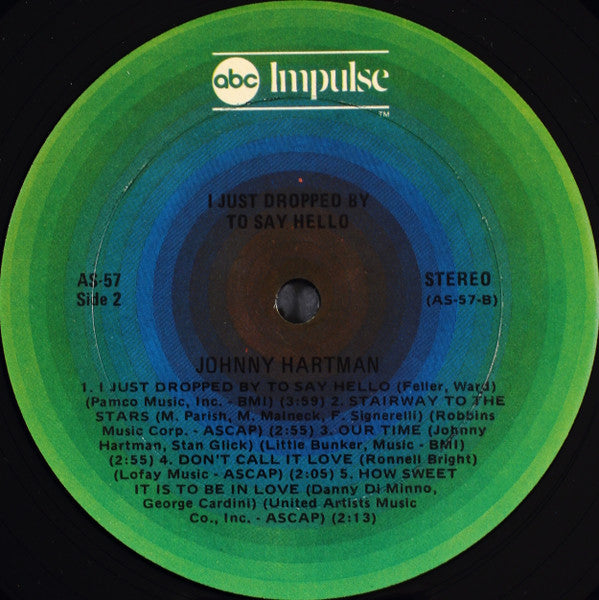 abc Impulse
TM
I JUST DROPPED BY
TO SAY HELLO
AS-57
Side 2
STEREO
(AS-57-B)
JOHNNY HARTMAN
1. I JUST DROPPED BY TO SAY HELLO (Feller, Ward)
(Pamco Music, Inc. - BMI) (3:59) 2. STAIRWAY TO THE
STARS (M. Parish, M. Malneck, F. Signerelli) (Robbins
Music Corp. - ASCAP) (2:55) 3. OUR TIME (Johnny
Hartman, Stan Glick) (Little Bunker, Music - BMI)
(2:55) 4. DON'T CALL IT LOVE (Ronnell Bright)
(Lofay Music - ASCAP) (2:05) 5. HOW SWEET
IT IS TO BE IN LOVE (Danny Di Minno,
George Cardini) (United Artists Music
Co., Inc. - ASCAP) (2:13)